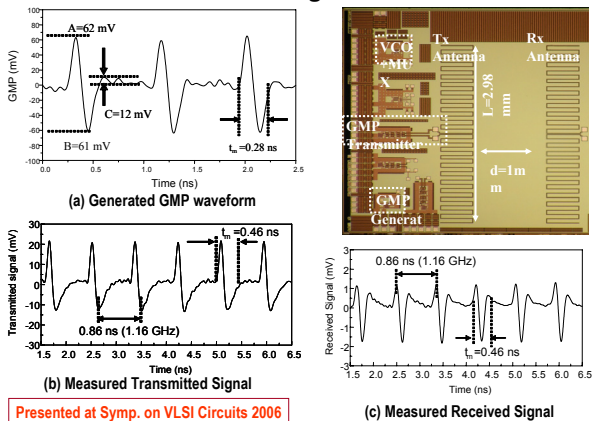 A=62 mV
C=12 mV
B=61 mV
t_m=0.28 ns
GMP (mV)
100
80
60
40
20
0
-20
-40
-60
-80
-100
0.0 0.5 1.0 1.5 2.0 2.5
Time (ns)
(a) Generated GMP waveform
VCO
+MU
X
Tx
Antenna
Rx
Antenna
L=2.98
mm
GMP
Transmitter
d=1m
m
GMP
Generat
Transmitted signal (mV)
30
20
10
0
-10
-20
-30
t_m=0.46 ns
0.86 ns (1.16 GHz)
1.5 2.0 2.5 3.0 3.5 4.0 4.5 5.0 5.5 6.0 6.5
Time (ns)
(b) Measured Transmitted Signal
Received Signal (mV)
3
2
1
0
-1
-2
-3
0.86 ns (1.16 GHz)
t_m=0.46 ns
1.5 2.0 2.5 3.0 3.5 4.0 4.5 5.0 5.5 6.0 6.5
Time (ns)
(c) Measured Received Signal
Presented at Symp. on VLSI Circuits 2006